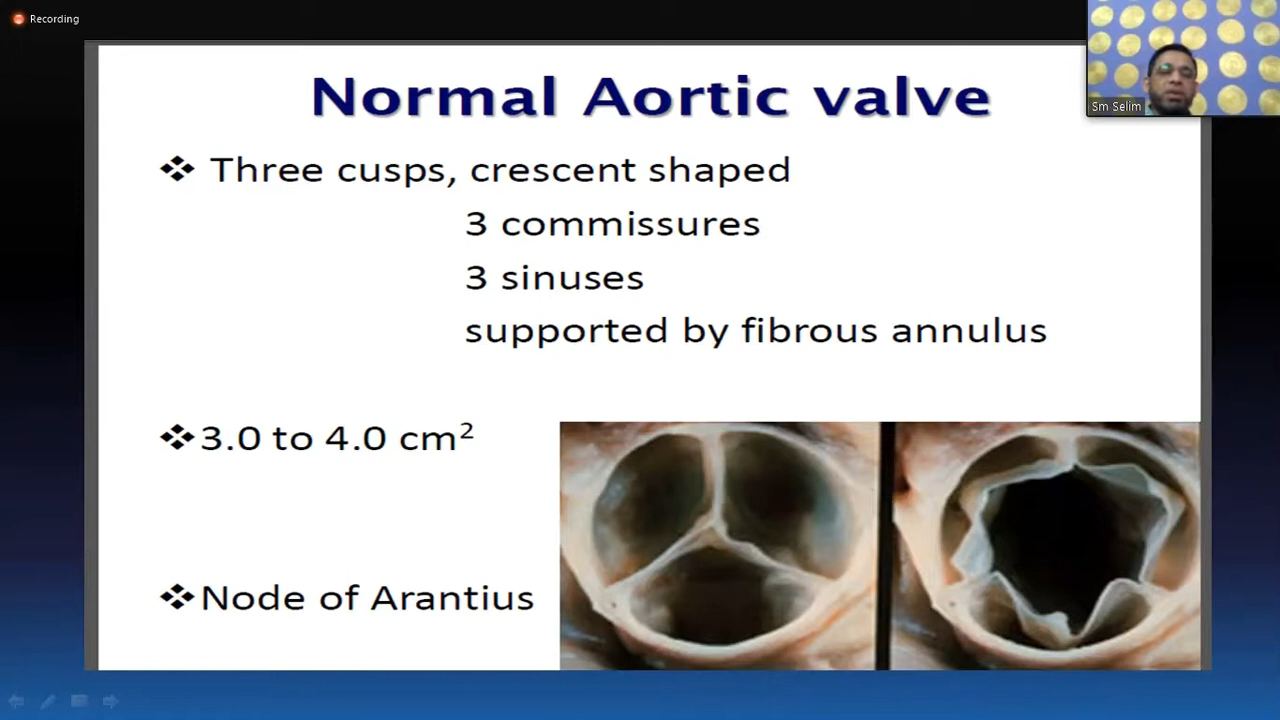 Recording
Normal Aortic valve
Sm Selim
Three cusps, crescent shaped
3 commissures
3 sinuses
supported by fibrous annulus
3.0 to 4.0 cm²
Node of Arantius